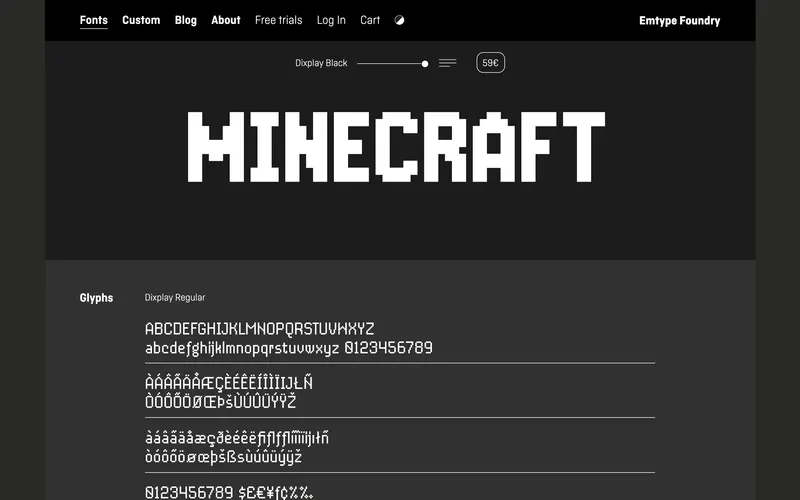 Fonts Custom Blog About Free trials Log In Cart Emtype Foundry
Dixplay Black 59€
MINECRAFT
Glyphs Dixplay Regular
ABCDEFGHIJKLMNOPQRSTUVWXYZ
abcdefghijklmnopqrstuvwxyz 0123456789
ÀÁÂÃÄÅÆÇÈÉÊËÍÎÌÏĲŁÑ
ÒÓÔÕÖØŒÞšÙÚÛÜÝŸŽ
0123456789 $£€¥ƒ¢%‰